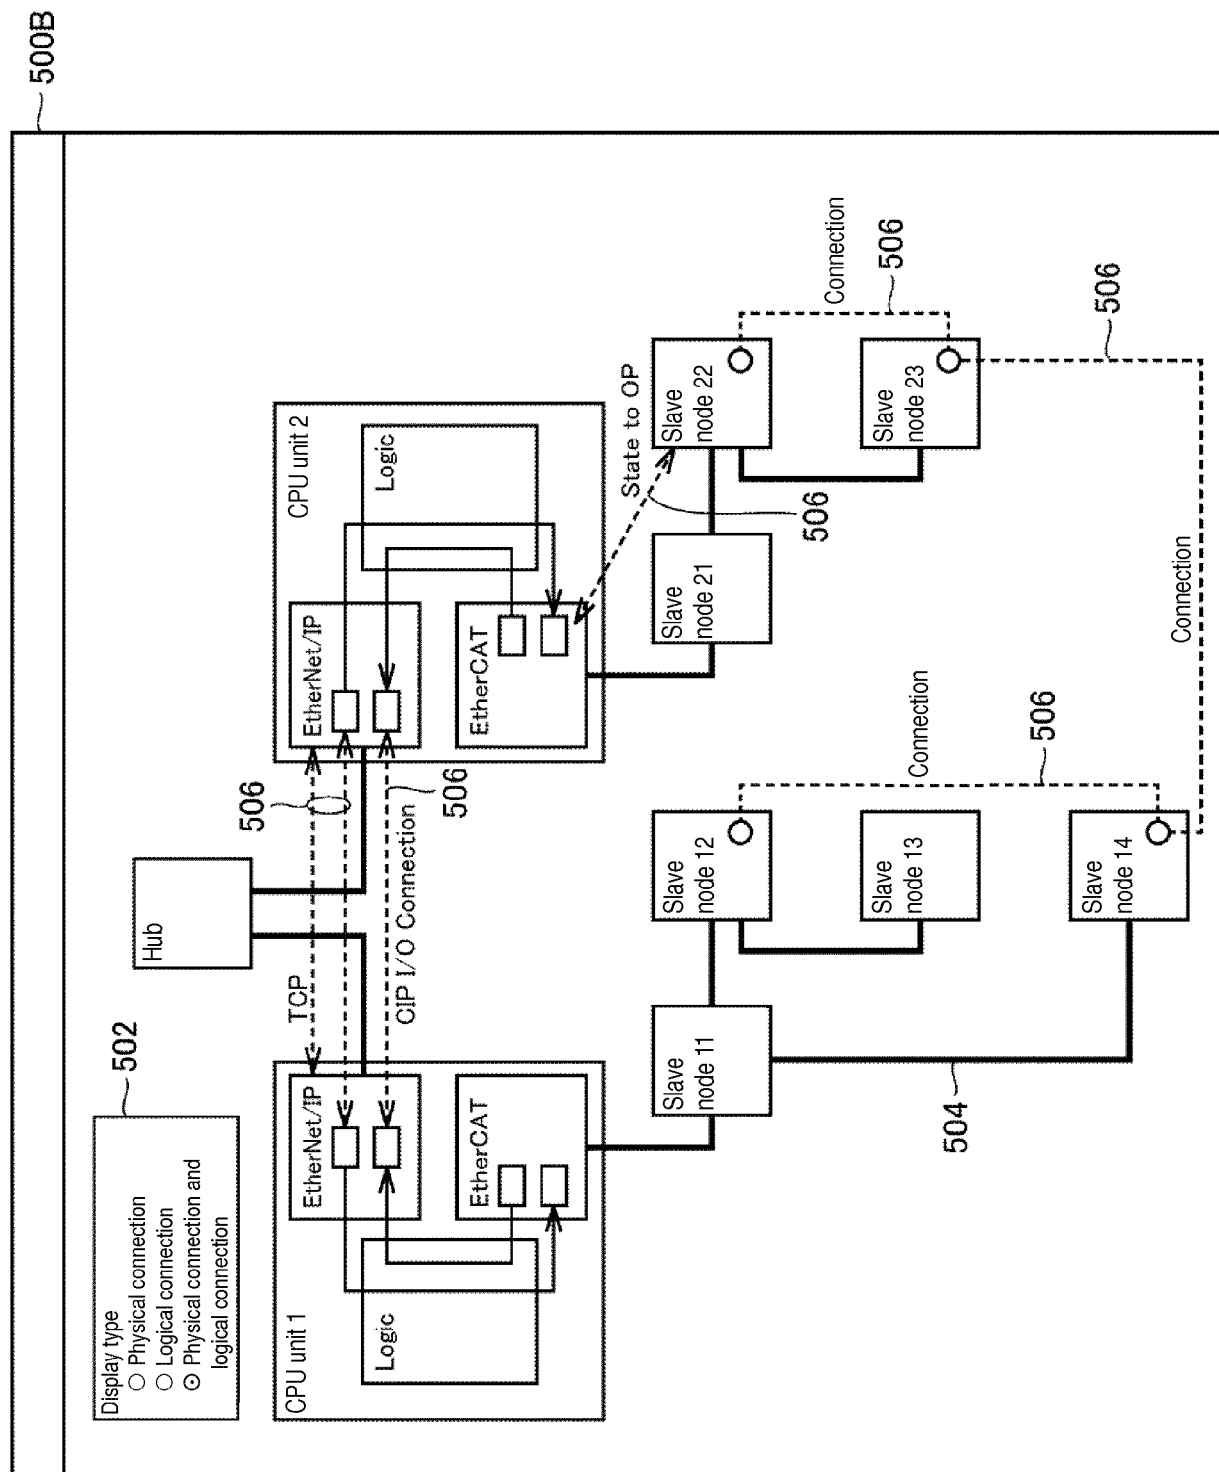 500B
Display type
Physical connection
Logical connection
Physical connection and
logical connection
502
Hub
TCP
506
CIP I/O Connection
506
CPU unit 1
EtherNet/IP
Logic
EtherCAT
CPU unit 2
EtherNet/IP
Logic
EtherCAT
State to OP
506
Slave
node 11
Slave
node 12
Slave
node 13
Slave
node 14
504
Connection
506
Slave
node 21
Slave
node 22
Slave
node 23
Connection
506
Connection
506